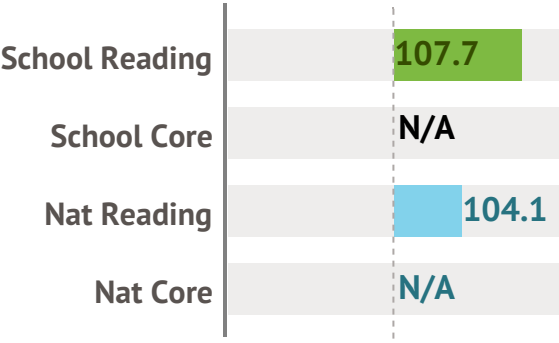 School Reading 107.7
School Core N/A
Nat Reading 104.1
Nat Core N/A